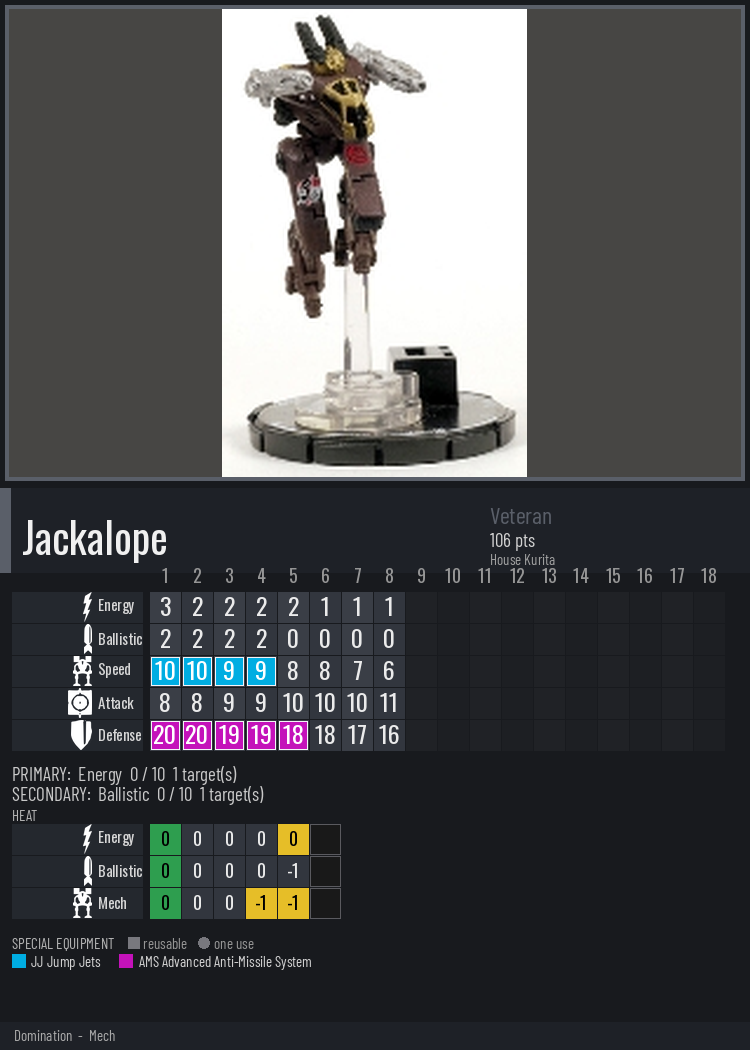 Jackalope
Veteran
106 pts
House Kurita
1 2 3 4 5 6 7 8 9 10 11 12 13 14 15 16 17 18
Energy 3 2 2 2 2 1 1 1
Ballistic 2 2 2 2 0 0 0 0
Speed 10 10 9 9 8 8 7 6
Attack 8 8 9 9 10 10 10 11
Defense 20 20 19 19 18 18 17 16
PRIMARY: Energy 0 / 10 1 target(s)
SECONDARY: Ballistic 0 / 10 1 target(s)
HEAT
Energy 0 0 0 0 0
Ballistic 0 0 0 0 -1
Mech 0 0 0 -1 -1
SPECIAL EQUIPMENT reusable one use
JJ Jump Jets AMS Advanced Anti-Missile System
Domination - Mech